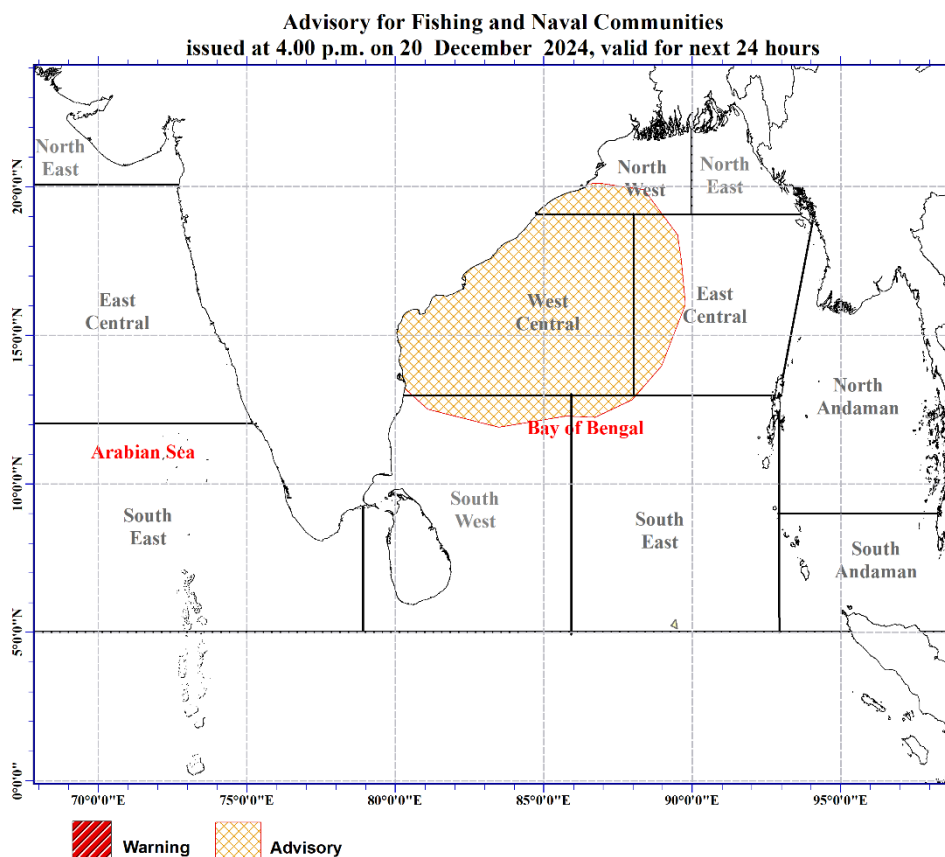 Advisory for Fishing and Naval Communities
issued at 4.00 p.m. on 20 December 2024, valid for next 24 hours
North
East
North
West
North
East
20°0'0"N
East
Central
West
Central
East
Central
15°0'0"N
North
Andaman
Arabian Sea
Bay of Bengal
10°0'0"N
South
East
South
West
South
East
South
Andaman
5°0'0"N
0°0'0"
70°0'0"E
75°0'0"E
80°0'0"E
85°0'0"E
90°0'0"E
95°0'0"E
Warning
Advisory